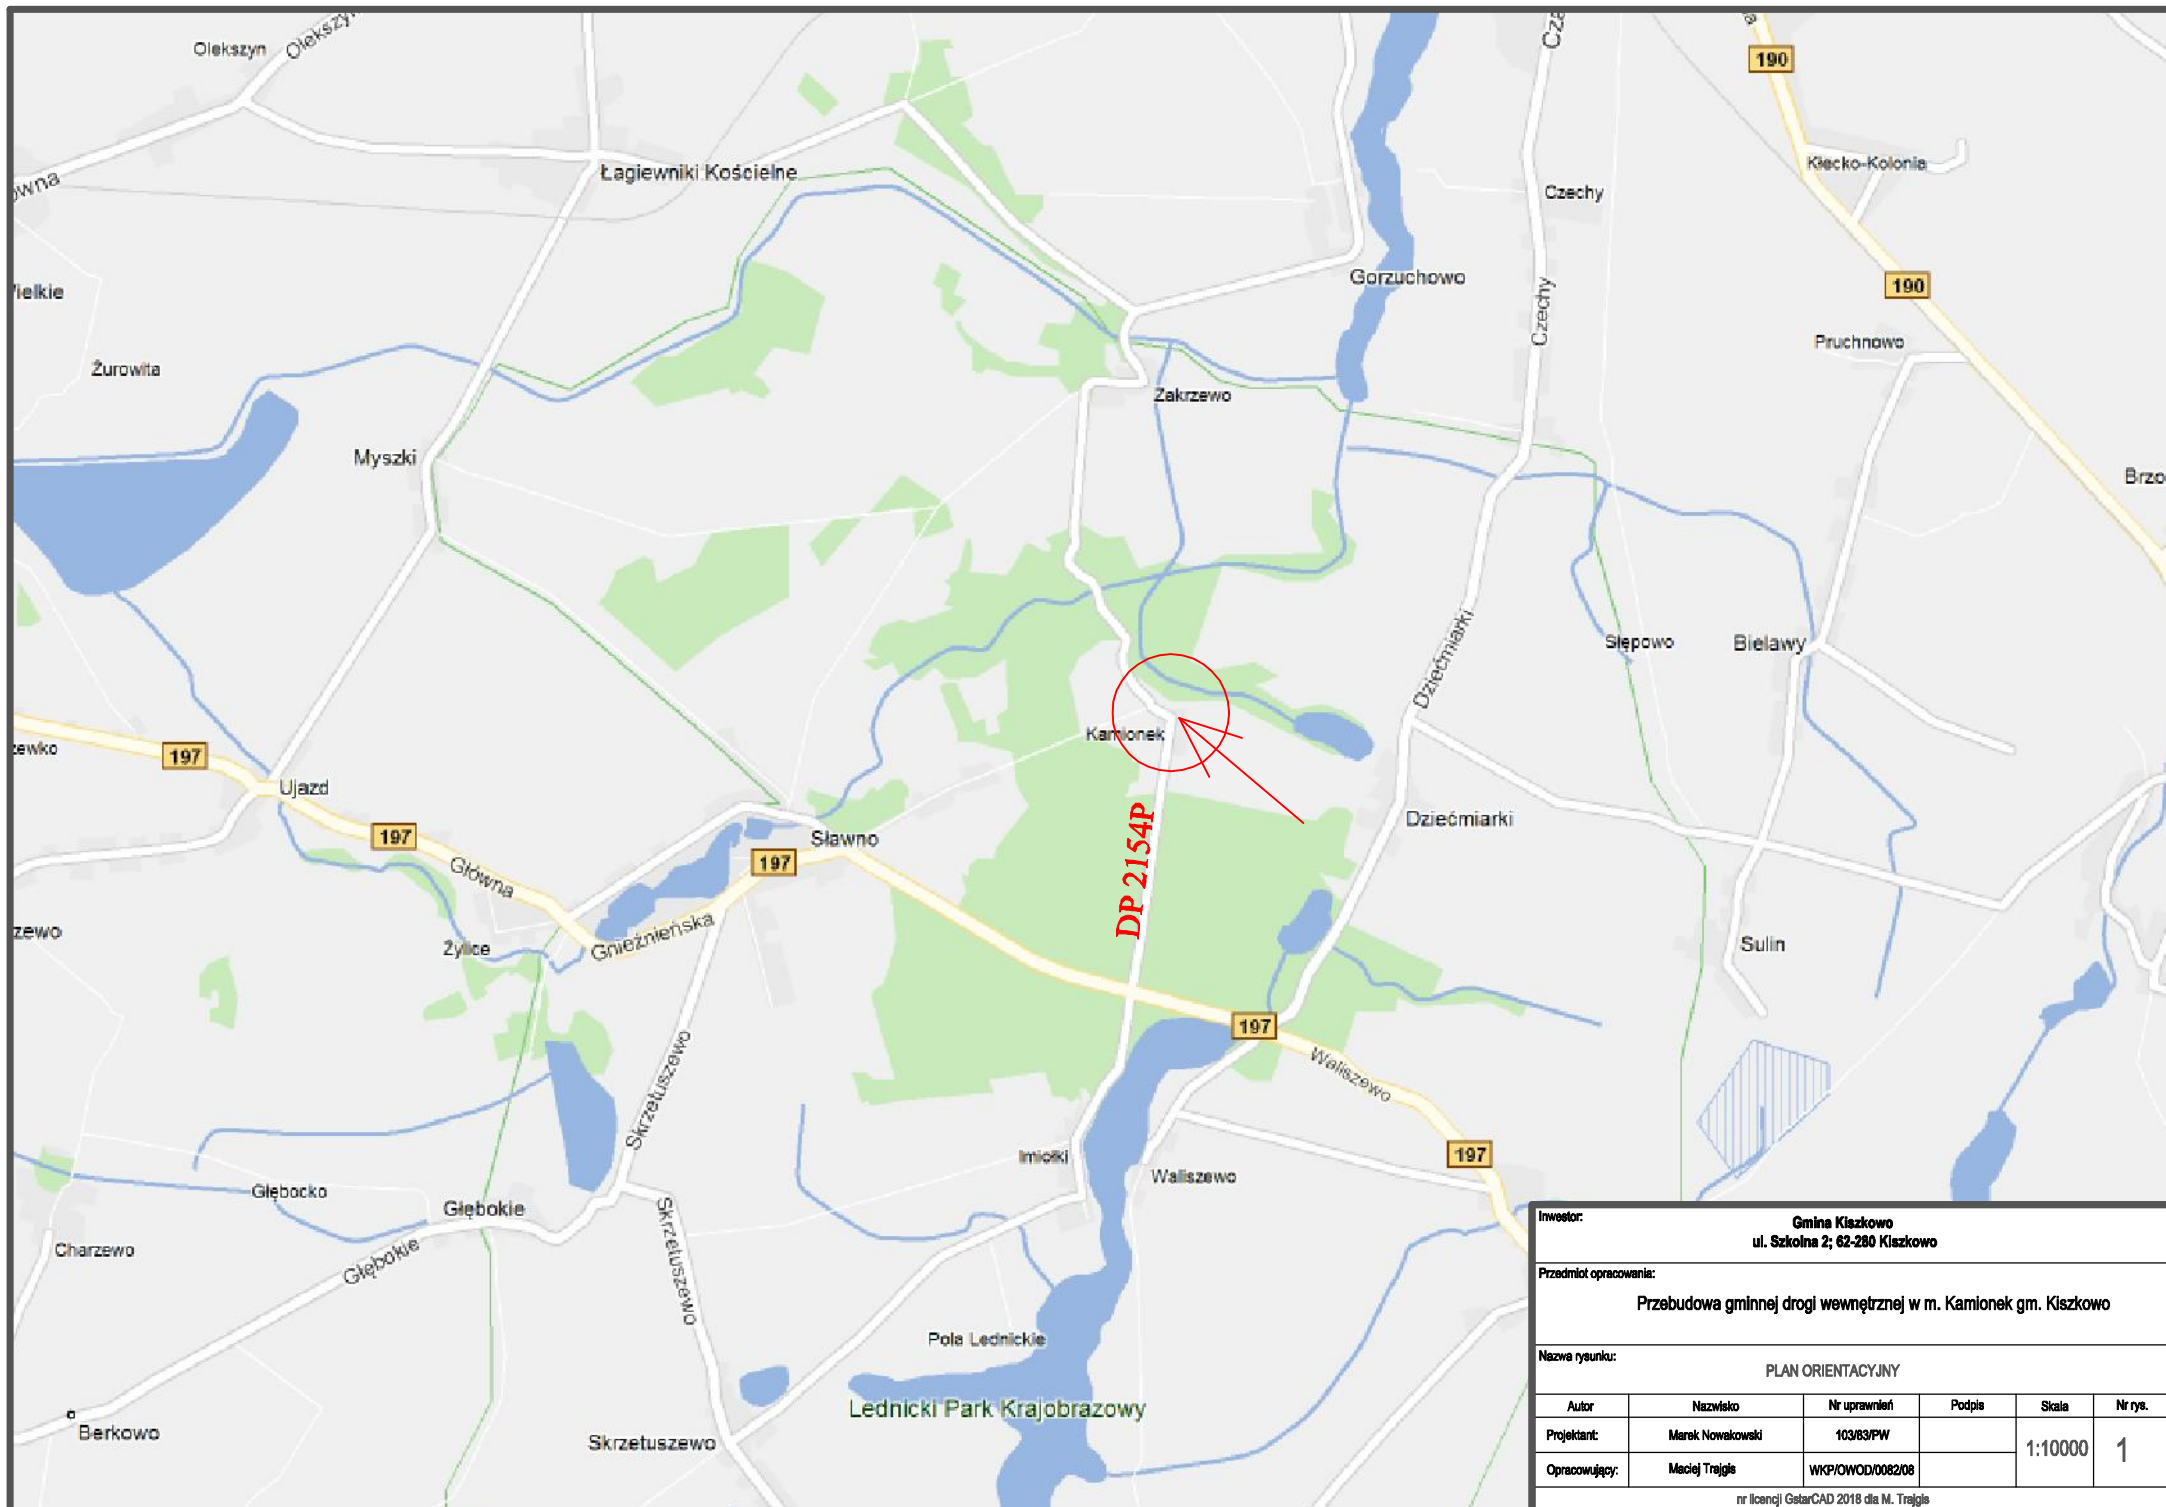 Olekszyn
190
Łagiewniki Kościelne
Kłecko-Kolonia
Czechy
Gorzuchowo
Czechy
190
Żurowita
Pruchnowo
Zakrzewo
Myszki
Dziećmiarki
Słępowo
Bielawy
Kamionek
197
Ujazd
197
Sławno
197
Dziećmiarki
DP 2154P
Główna
Gnieźnieńska
Żylice
Sulin
197
Waliszewo
Skrzetuszewo
Imiołki
Waliszewo
197
Głębocko
Głębokie
Charzewo
Głębokie
Skrzetuszewo
Pola Lednickie
Lednicki Park Krajobrazowy
Berkowo
Skrzetuszewo
Inwestor:
Gmina Kiszkowo
ul. Szkolna 2; 62-280 Kiszkowo
Przedmiot opracowania:
Przebudowa gminnej drogi wewnętrznej w m. Kamionek gm. Kiszkowo
Nazwa rysunku:
PLAN ORIENTACYJNY
Autor Nazwisko Nr uprawnień Podpis Skala Nr rys.
Projektant: Marek Nowakowski 103/83/PW 1:10000 1
Opracowujący: Maciej Trajgis WKP/OWOD/0082/08
nr licencji GstarCAD 2018 dla M. Trajgis